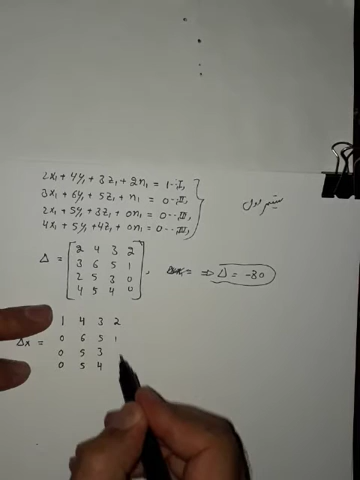 2x₁ + 4y₁ + 3z₁ + 2n₁ = 1 --- I,
3x₁ + 6y₁ + 5z₁ + n₁ = 0 --- II,
2x₁ + 5y₁ + 3z₁ + 0n₁ = 0 --- III,
4x₁ + 5y₁ + 4z₁ + 0n₁ = 0 --- III,
سیستم اول
Δ = [2 4 3 2
3 6 5 1
2 5 3 0
4 5 4 0], ⇒ Δ = -80
1 4 3 2
Δx = 0 6 5 1
0 5 3
0 5 4